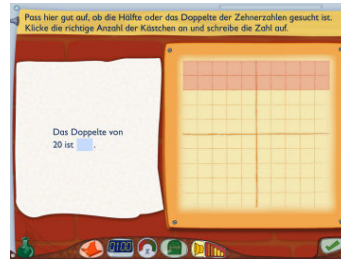 Pass hier gut auf, ob die Hälfte oder das Doppelte der Zehnerzahlen gesucht ist.
Klicke die richtige Anzahl der Kästchen an und schreibe die Zahl auf.
Das Doppelte von
20 ist .
0100